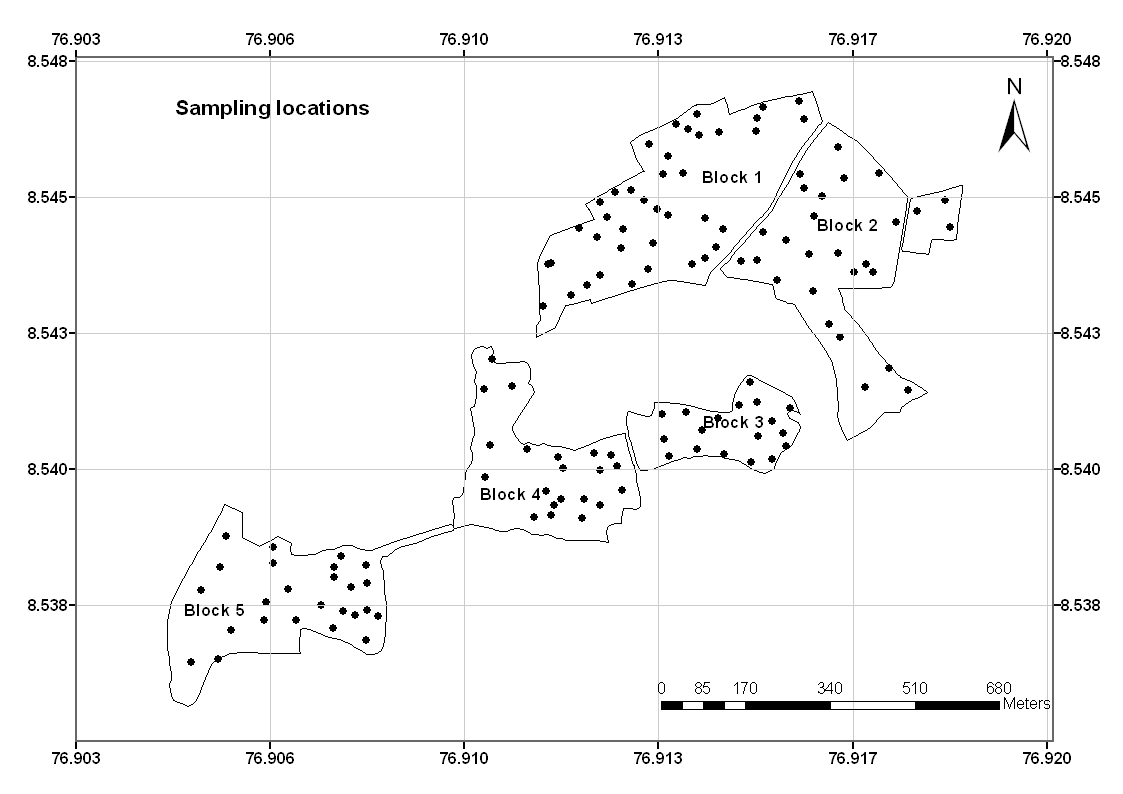 76.903 76.906 76.910 76.913 76.917 76.920
8.548 8.548
N
Sampling locations
Block 1
8.545 8.545
Block 2
8.543 8.543
Block 3
8.540 8.540
Block 4
8.538 8.538
Block 5
0 85 170 340 510 680
Meters
76.903 76.906 76.910 76.913 76.917 76.920